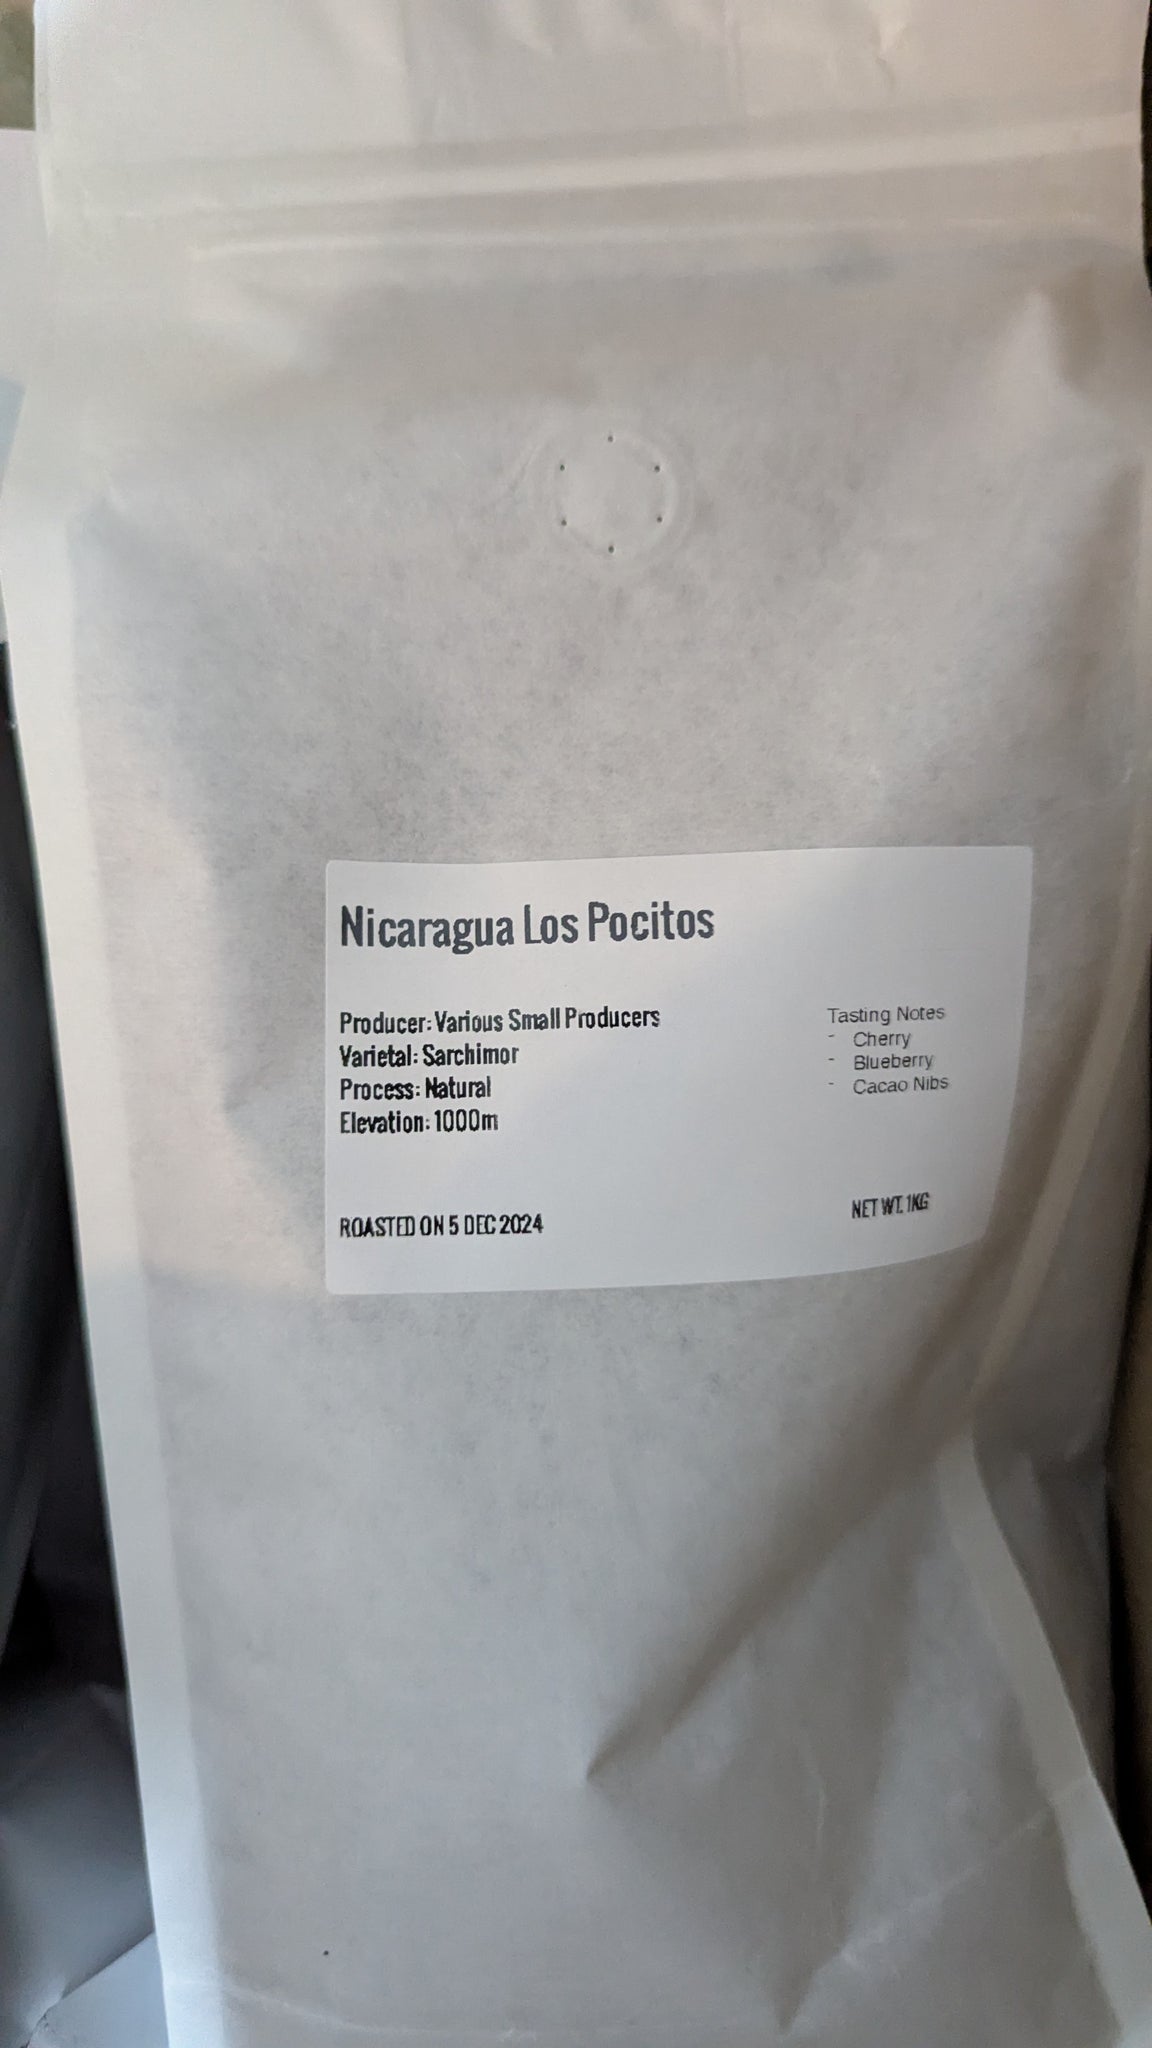 Nicaragua Los Pocitos
Producer: Various Small Producers
Varietal: Sarchimor
Process: Natural
Elevation: 1000m
Tasting Notes
- Cherry
- Blueberry
- Cacao Nibs
ROASTED ON 5 DEC 2024
NET WT. 1KG